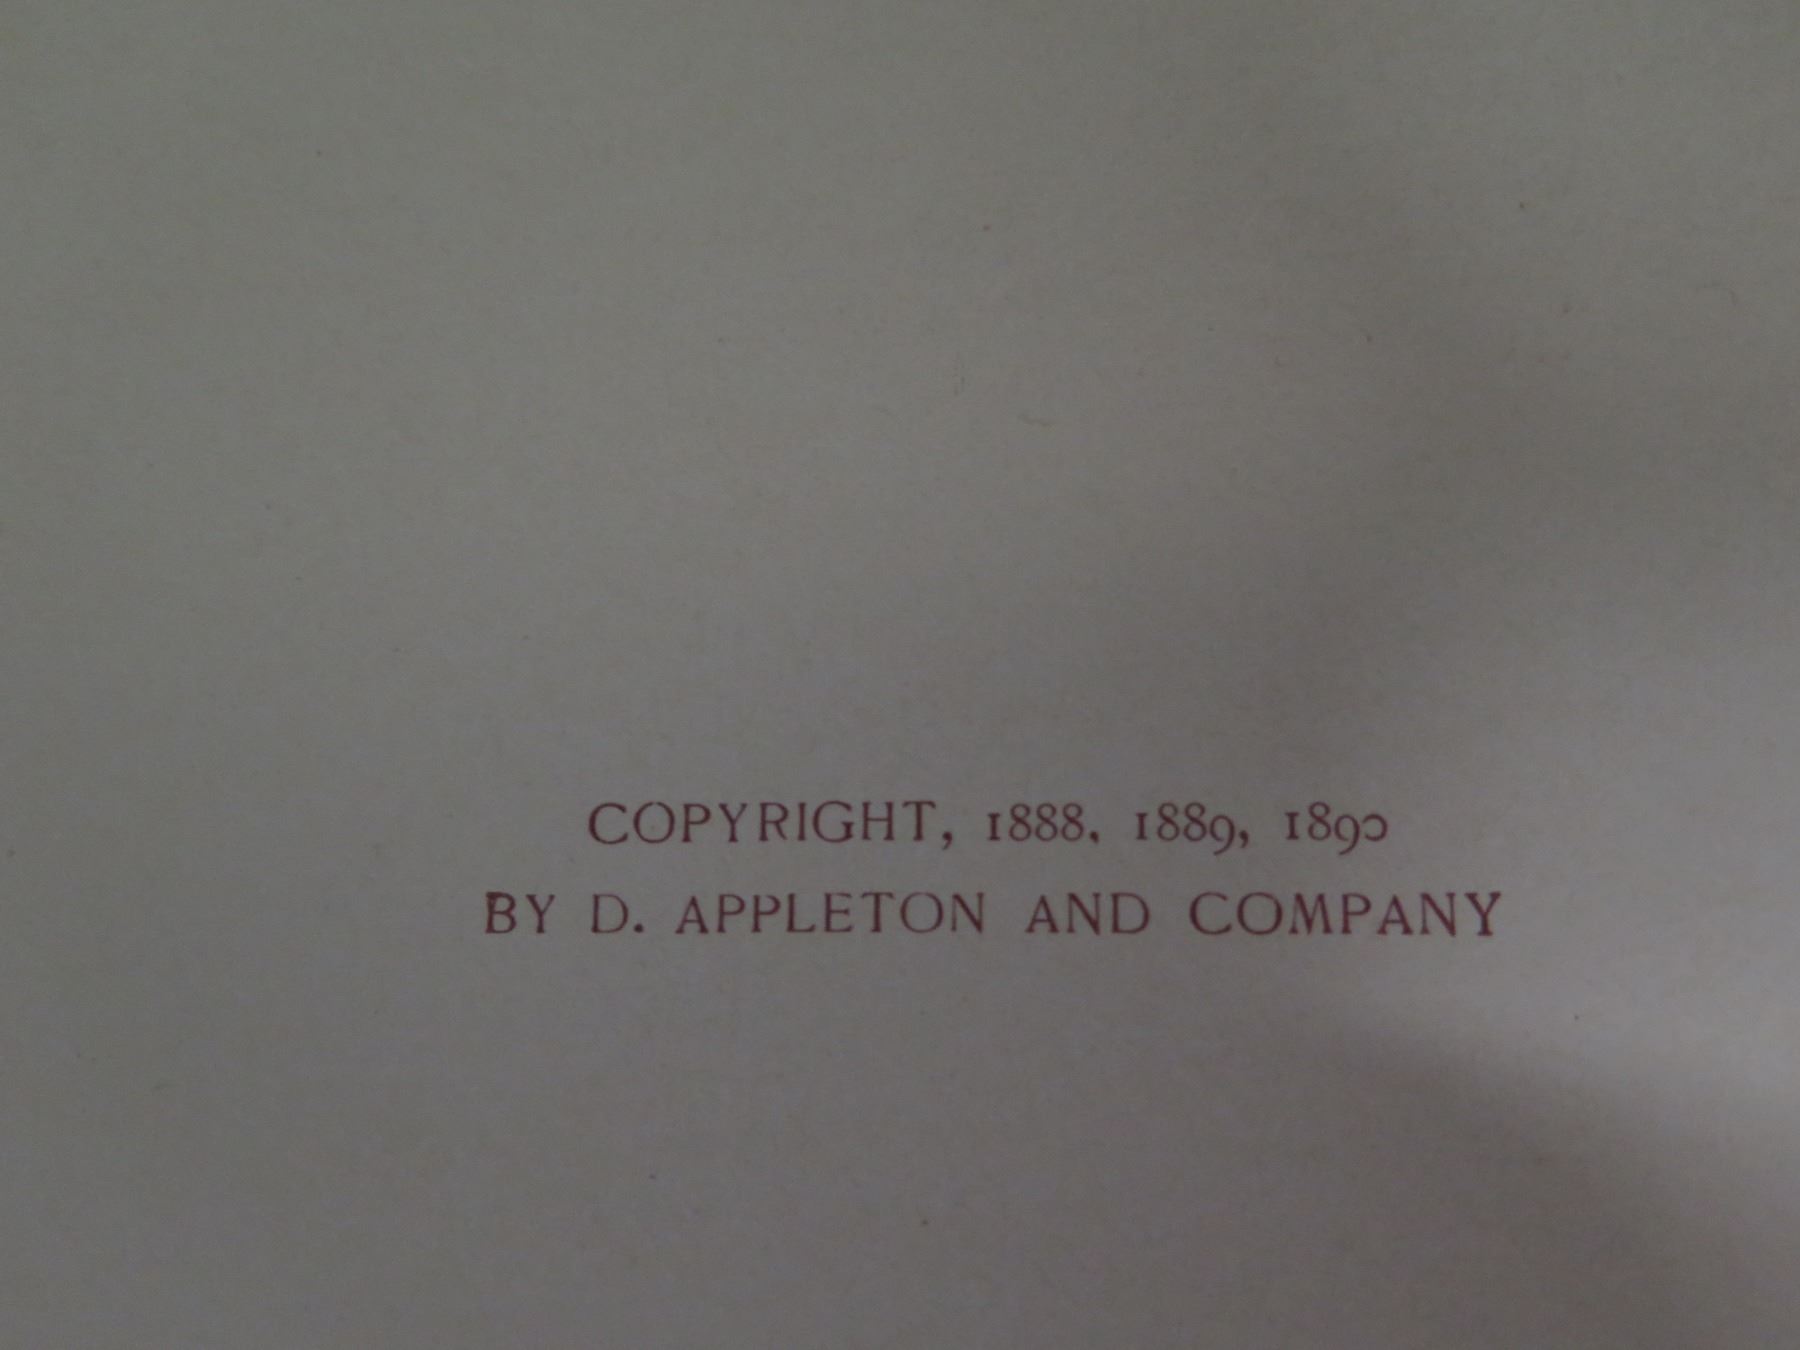 COPYRIGHT, 1888, 1889, 1890
BY D. APPLETON AND COMPANY